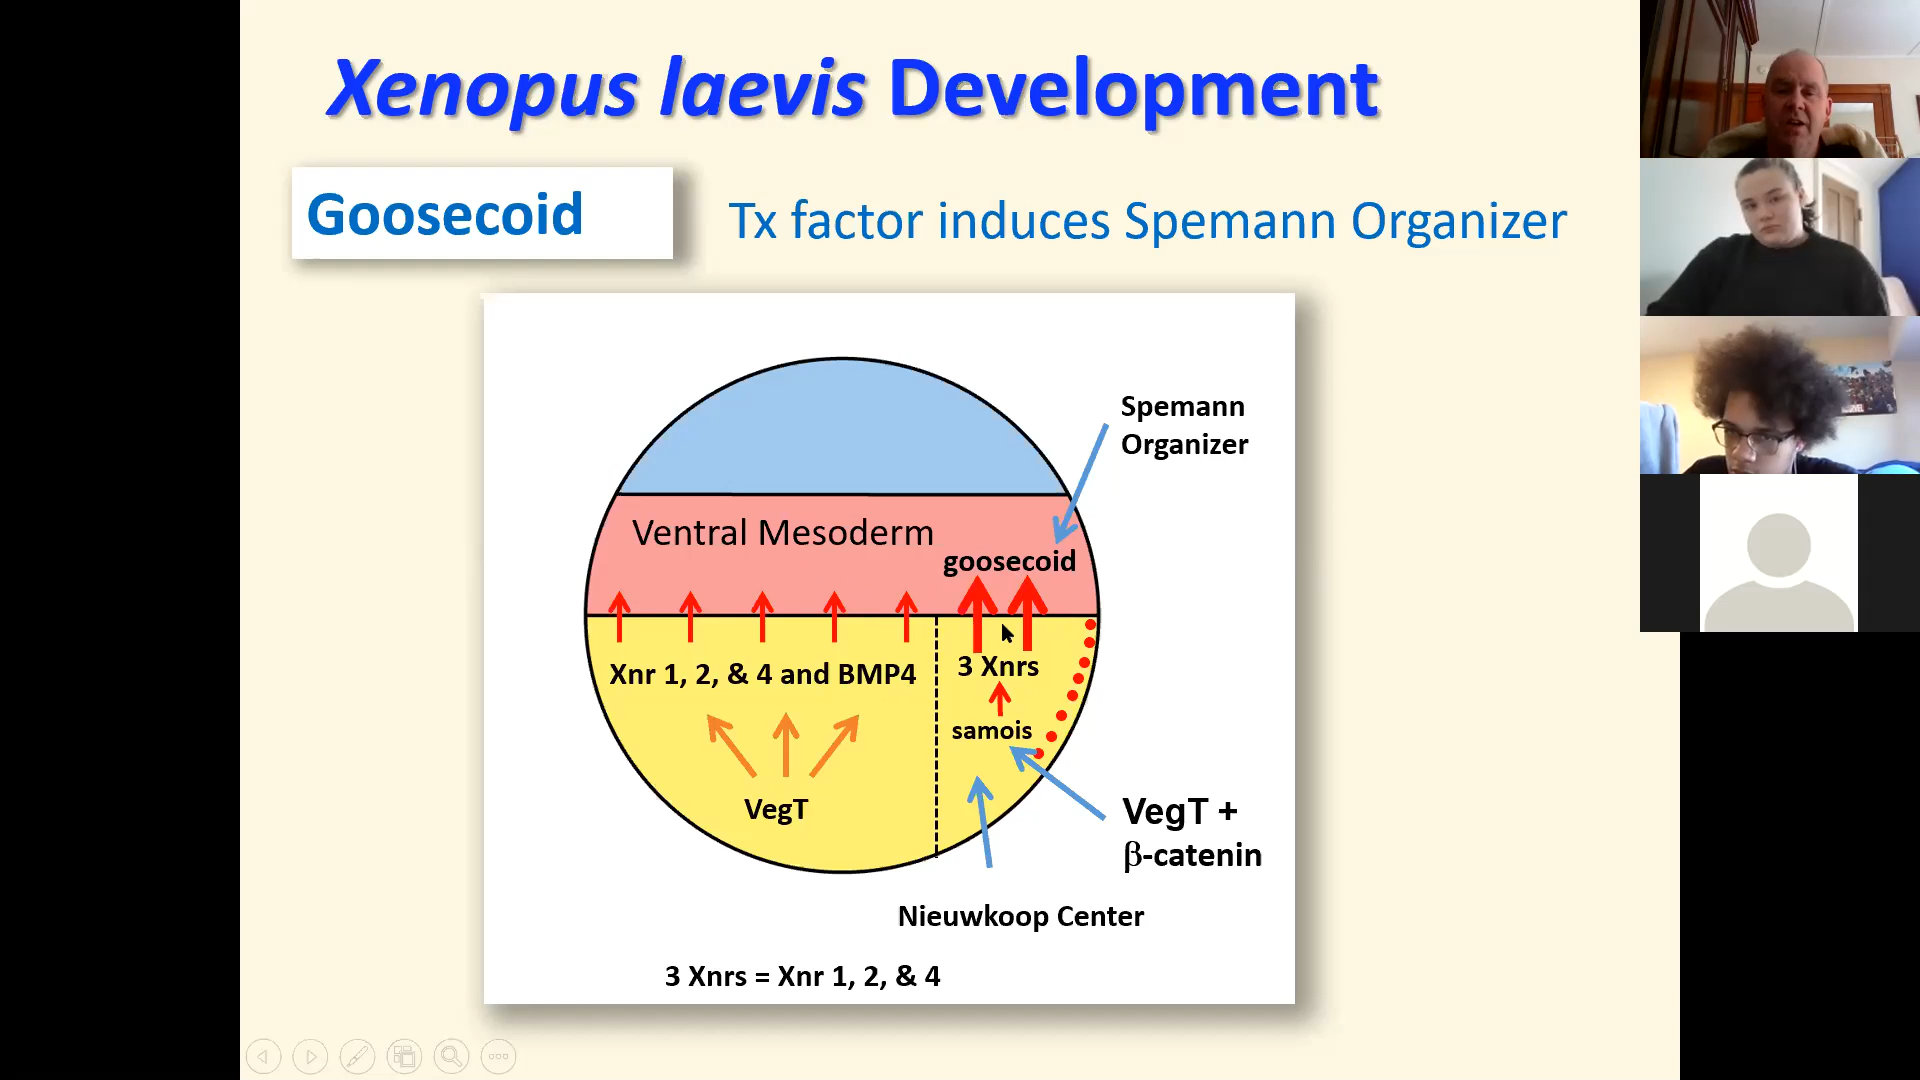 Xenopus laevis Development
Goosecoid
Tx factor induces Spemann Organizer
Spemann
Organizer
Ventral Mesoderm
goosecoid
Xnr 1, 2, & 4 and BMP4
3 Xnrs
samois
VegT
VegT +
β-catenin
Nieuwkoop Center
3 Xnrs = Xnr 1, 2, & 4